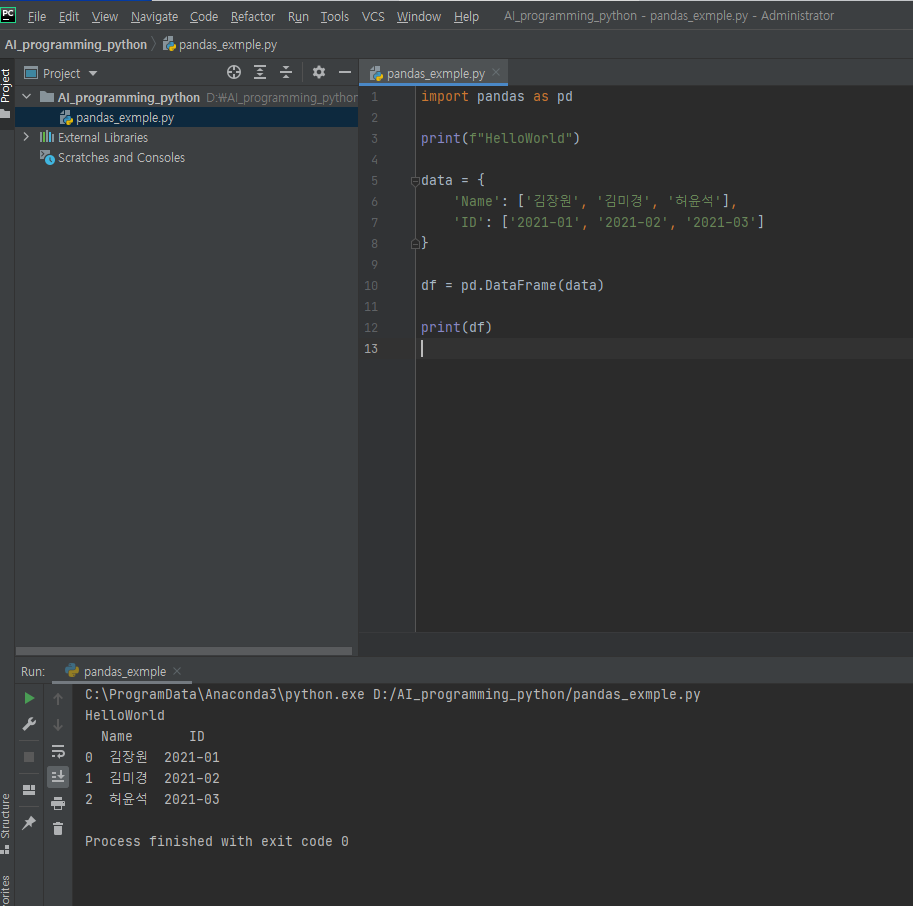 PC File Edit View Navigate Code Refactor Run Tools VCS Window Help AI_programming_python - pandas_exmple.py - Administrator
AI_programming_python pandas_exmple.py
Project
Project
AI_programming_python D:₩AI_programming_python
pandas_exmple.py
External Libraries
Scratches and Consoles
pandas_exmple.py
1 import pandas as pd
2
3 print(f"HelloWorld")
4
5 data = {
6 'Name': ['김장원', '김미경', '허윤석'],
7 'ID': ['2021-01', '2021-02', '2021-03']
8 }
9
10 df = pd.DataFrame(data)
11
12 print(df)
13
Run: pandas_exmple
C:\ProgramData\Anaconda3\python.exe D:/AI_programming_python/pandas_exmple.py
HelloWorld
Name ID
0 김장원 2021-01
1 김미경 2021-02
2 허윤석 2021-03
Process finished with exit code 0
Structure